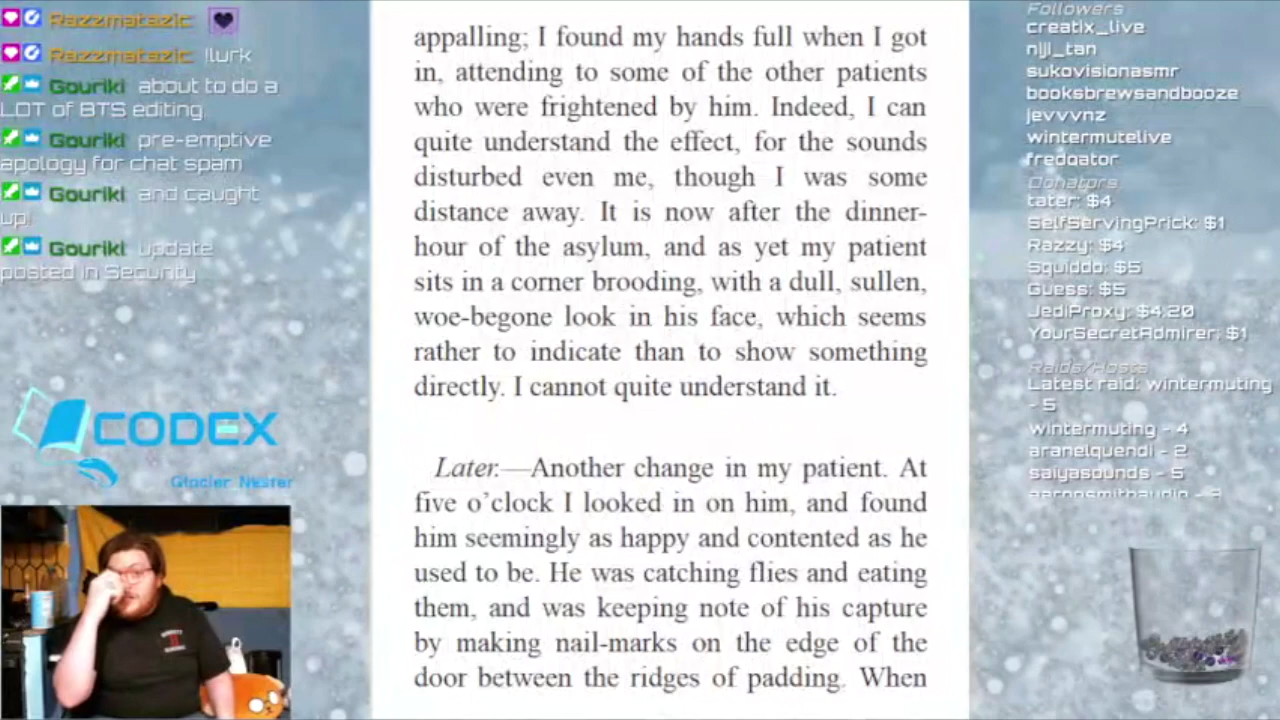 Razzmatazic
Razzmatazic !lurk
Gouriki about to do a
LOT of BTS editing.
Gouriki pre-emptive
apology for chat spam
Gouriki and caught
up!
Gouriki update
posted in Security
CODEX
Glacier Nester
appalling; I found my hands full when I got
in, attending to some of the other patients
who were frightened by him. Indeed, I can
quite understand the effect, for the sounds
disturbed even me, though I was some
distance away. It is now after the dinner-
hour of the asylum, and as yet my patient
sits in a corner brooding, with a dull, sullen,
woe-begone look in his face, which seems
rather to indicate than to show something
directly. I cannot quite understand it.
Later.—Another change in my patient. At
five o’clock I looked in on him, and found
him seemingly as happy and contented as he
used to be. He was catching flies and eating
them, and was keeping note of his capture
by making nail-marks on the edge of the
door between the ridges of padding. When
Followers
creatix_live
niji_tan
sukovisionasmr
booksbrewsandbooze
jevvvnz
wintermutelive
fredgator
Donators
tater: $4
SelfServingPrick: $1
Razzy: $4
Squiddo: $5
Guess: $5
JediProxy: $4.20
YourSecretAdmirer: $1
Raids/Hosts
Latest raid: wintermuting
- 5
wintermuting - 4
aranelquendi - 2
saiyasounds - 5